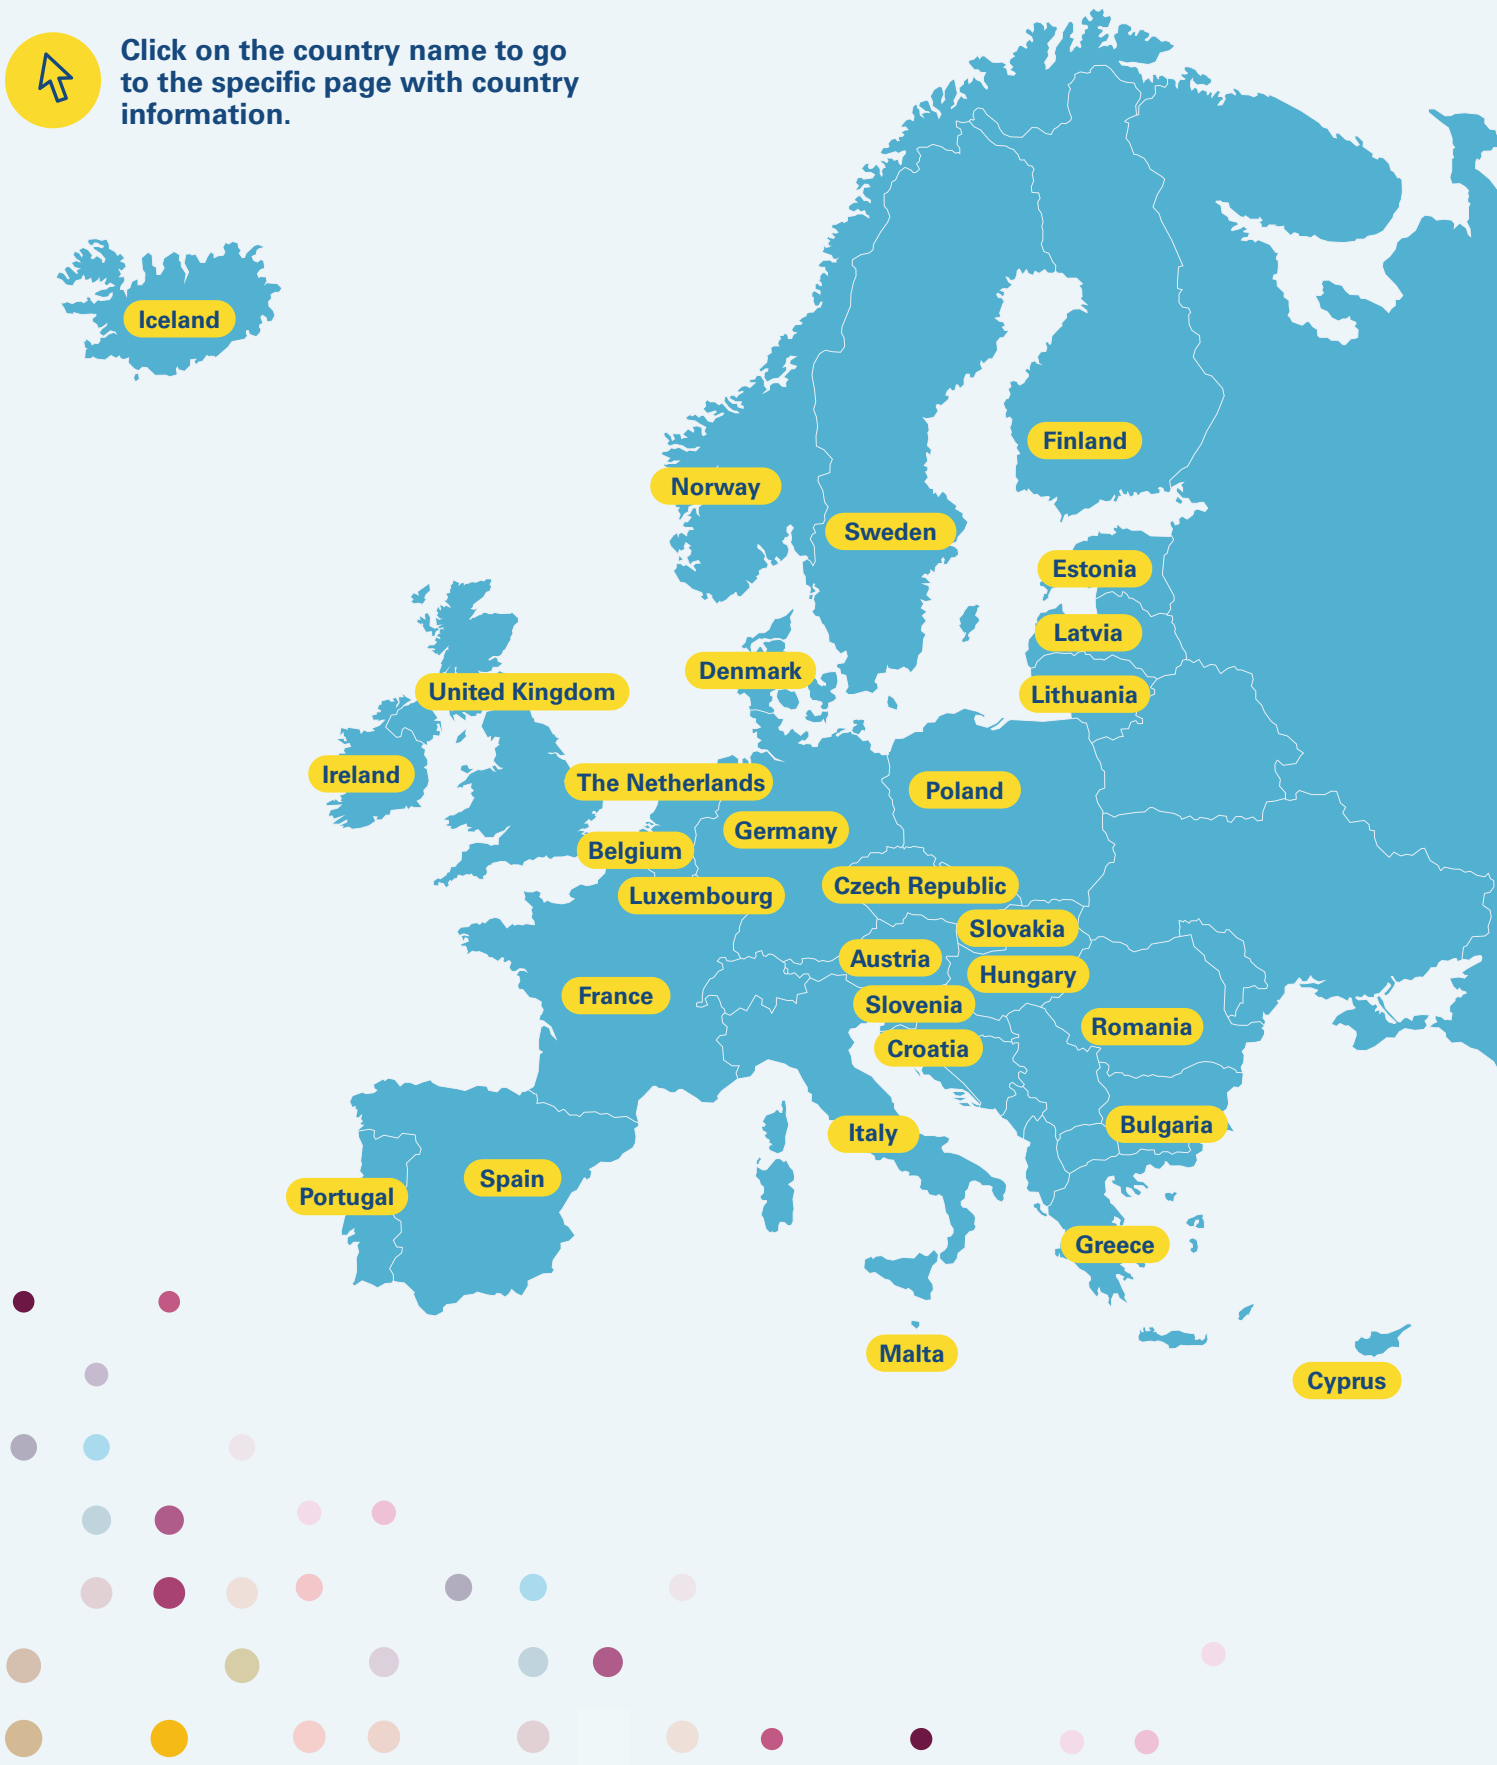 Click on the country name to go
to the specific page with country
information.
Iceland
Finland
Norway
Sweden
Estonia
Latvia
Denmark
United Kingdom
Lithuania
Ireland
The Netherlands
Poland
Germany
Belgium
Czech Republic
Luxembourg
Slovakia
Austria
Hungary
France
Slovenia
Romania
Croatia
Bulgaria
Italy
Spain
Portugal
Greece
Malta
Cyprus